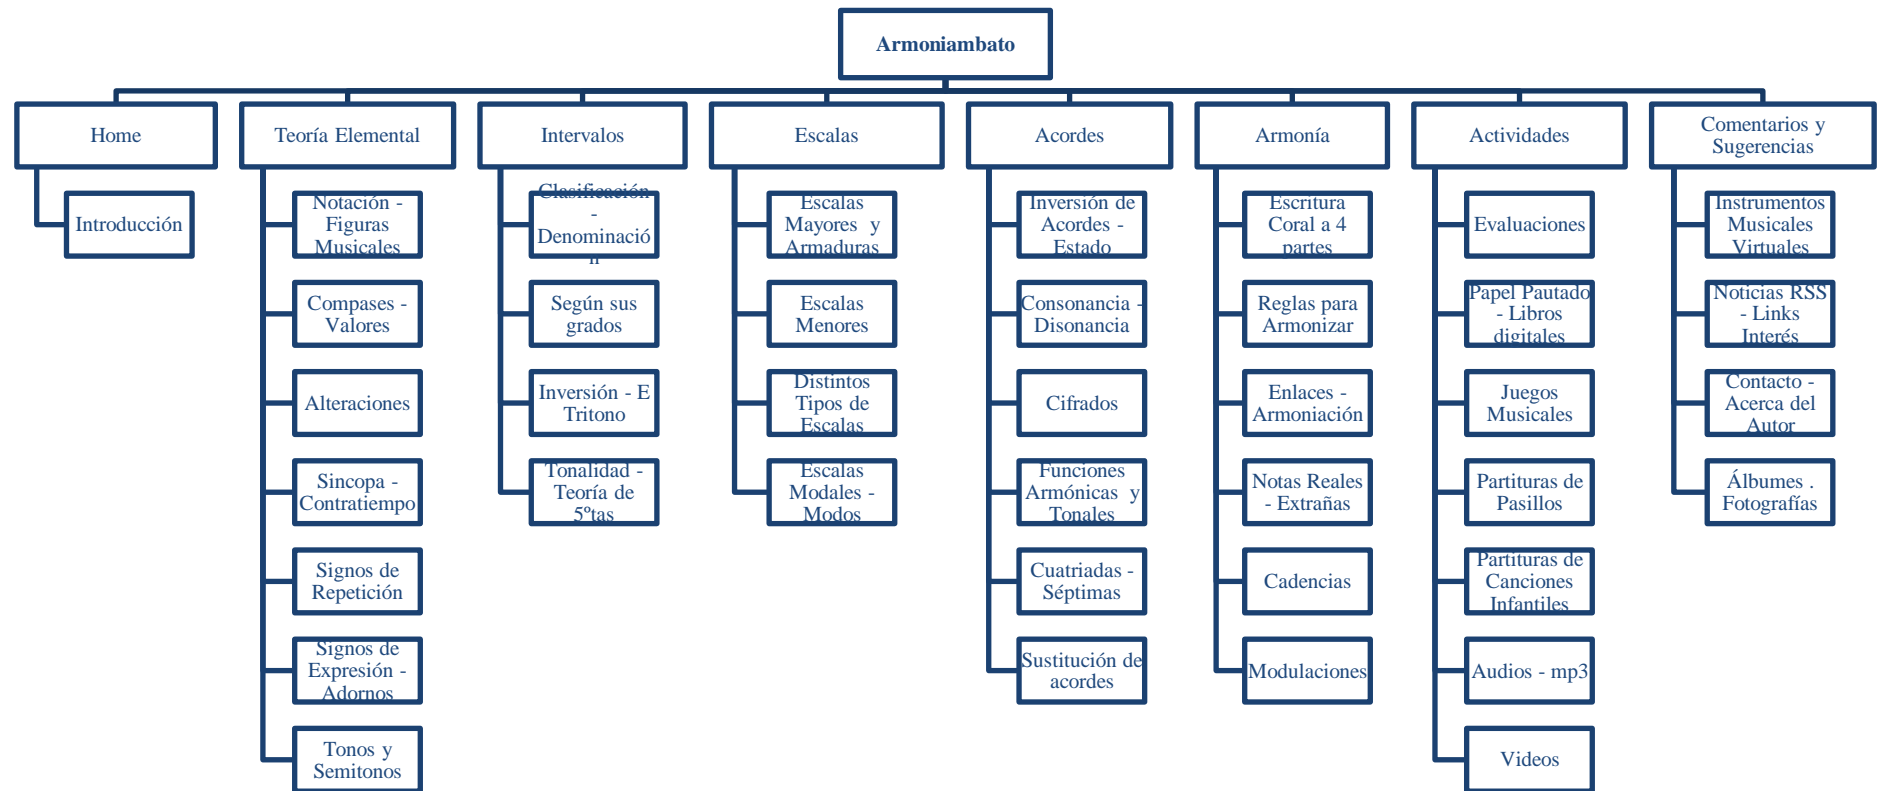 Armoniambato
Home
Introducción
Teoría Elemental
Notación -
Figuras
Musicales
Compases -
Valores
Alteraciones
Sincopa -
Contratiempo
Signos de
Repetición
Signos de
Expresión -
Adornos
Tonos y
Semitonos
Intervalos
Clasificación
-
Denominació
n
Según sus
grados
Inversión - E
Tritono
Tonalidad -
Teoría de
5ºtas
Escalas
Escalas
Mayores y
Armaduras
Escalas
Menores
Distintos
Tipos de
Escalas
Escalas
Modales -
Modos
Acordes
Inversión de
Acordes -
Estado
Consonancia -
Disonancia
Cifrados
Funciones
Armónicas y
Tonales
Cuatriadas -
Séptimas
Sustitución de
acordes
Armonía
Escritura
Coral a 4
partes
Reglas para
Armonizar
Enlaces -
Armoniación
Notas Reales
- Extrañas
Cadencias
Modulaciones
Actividades
Evaluaciones
Papel Pautado
- Libros
digitales
Juegos
Musicales
Partituras de
Pasillos
Partituras de
Canciones
Infantiles
Audios - mp3
Videos
Comentarios y
Sugerencias
Instrumentos
Musicales
Virtuales
Noticias RSS
- Links
Interés
Contacto -
Acerca del
Autor
Álbumes .
Fotografías